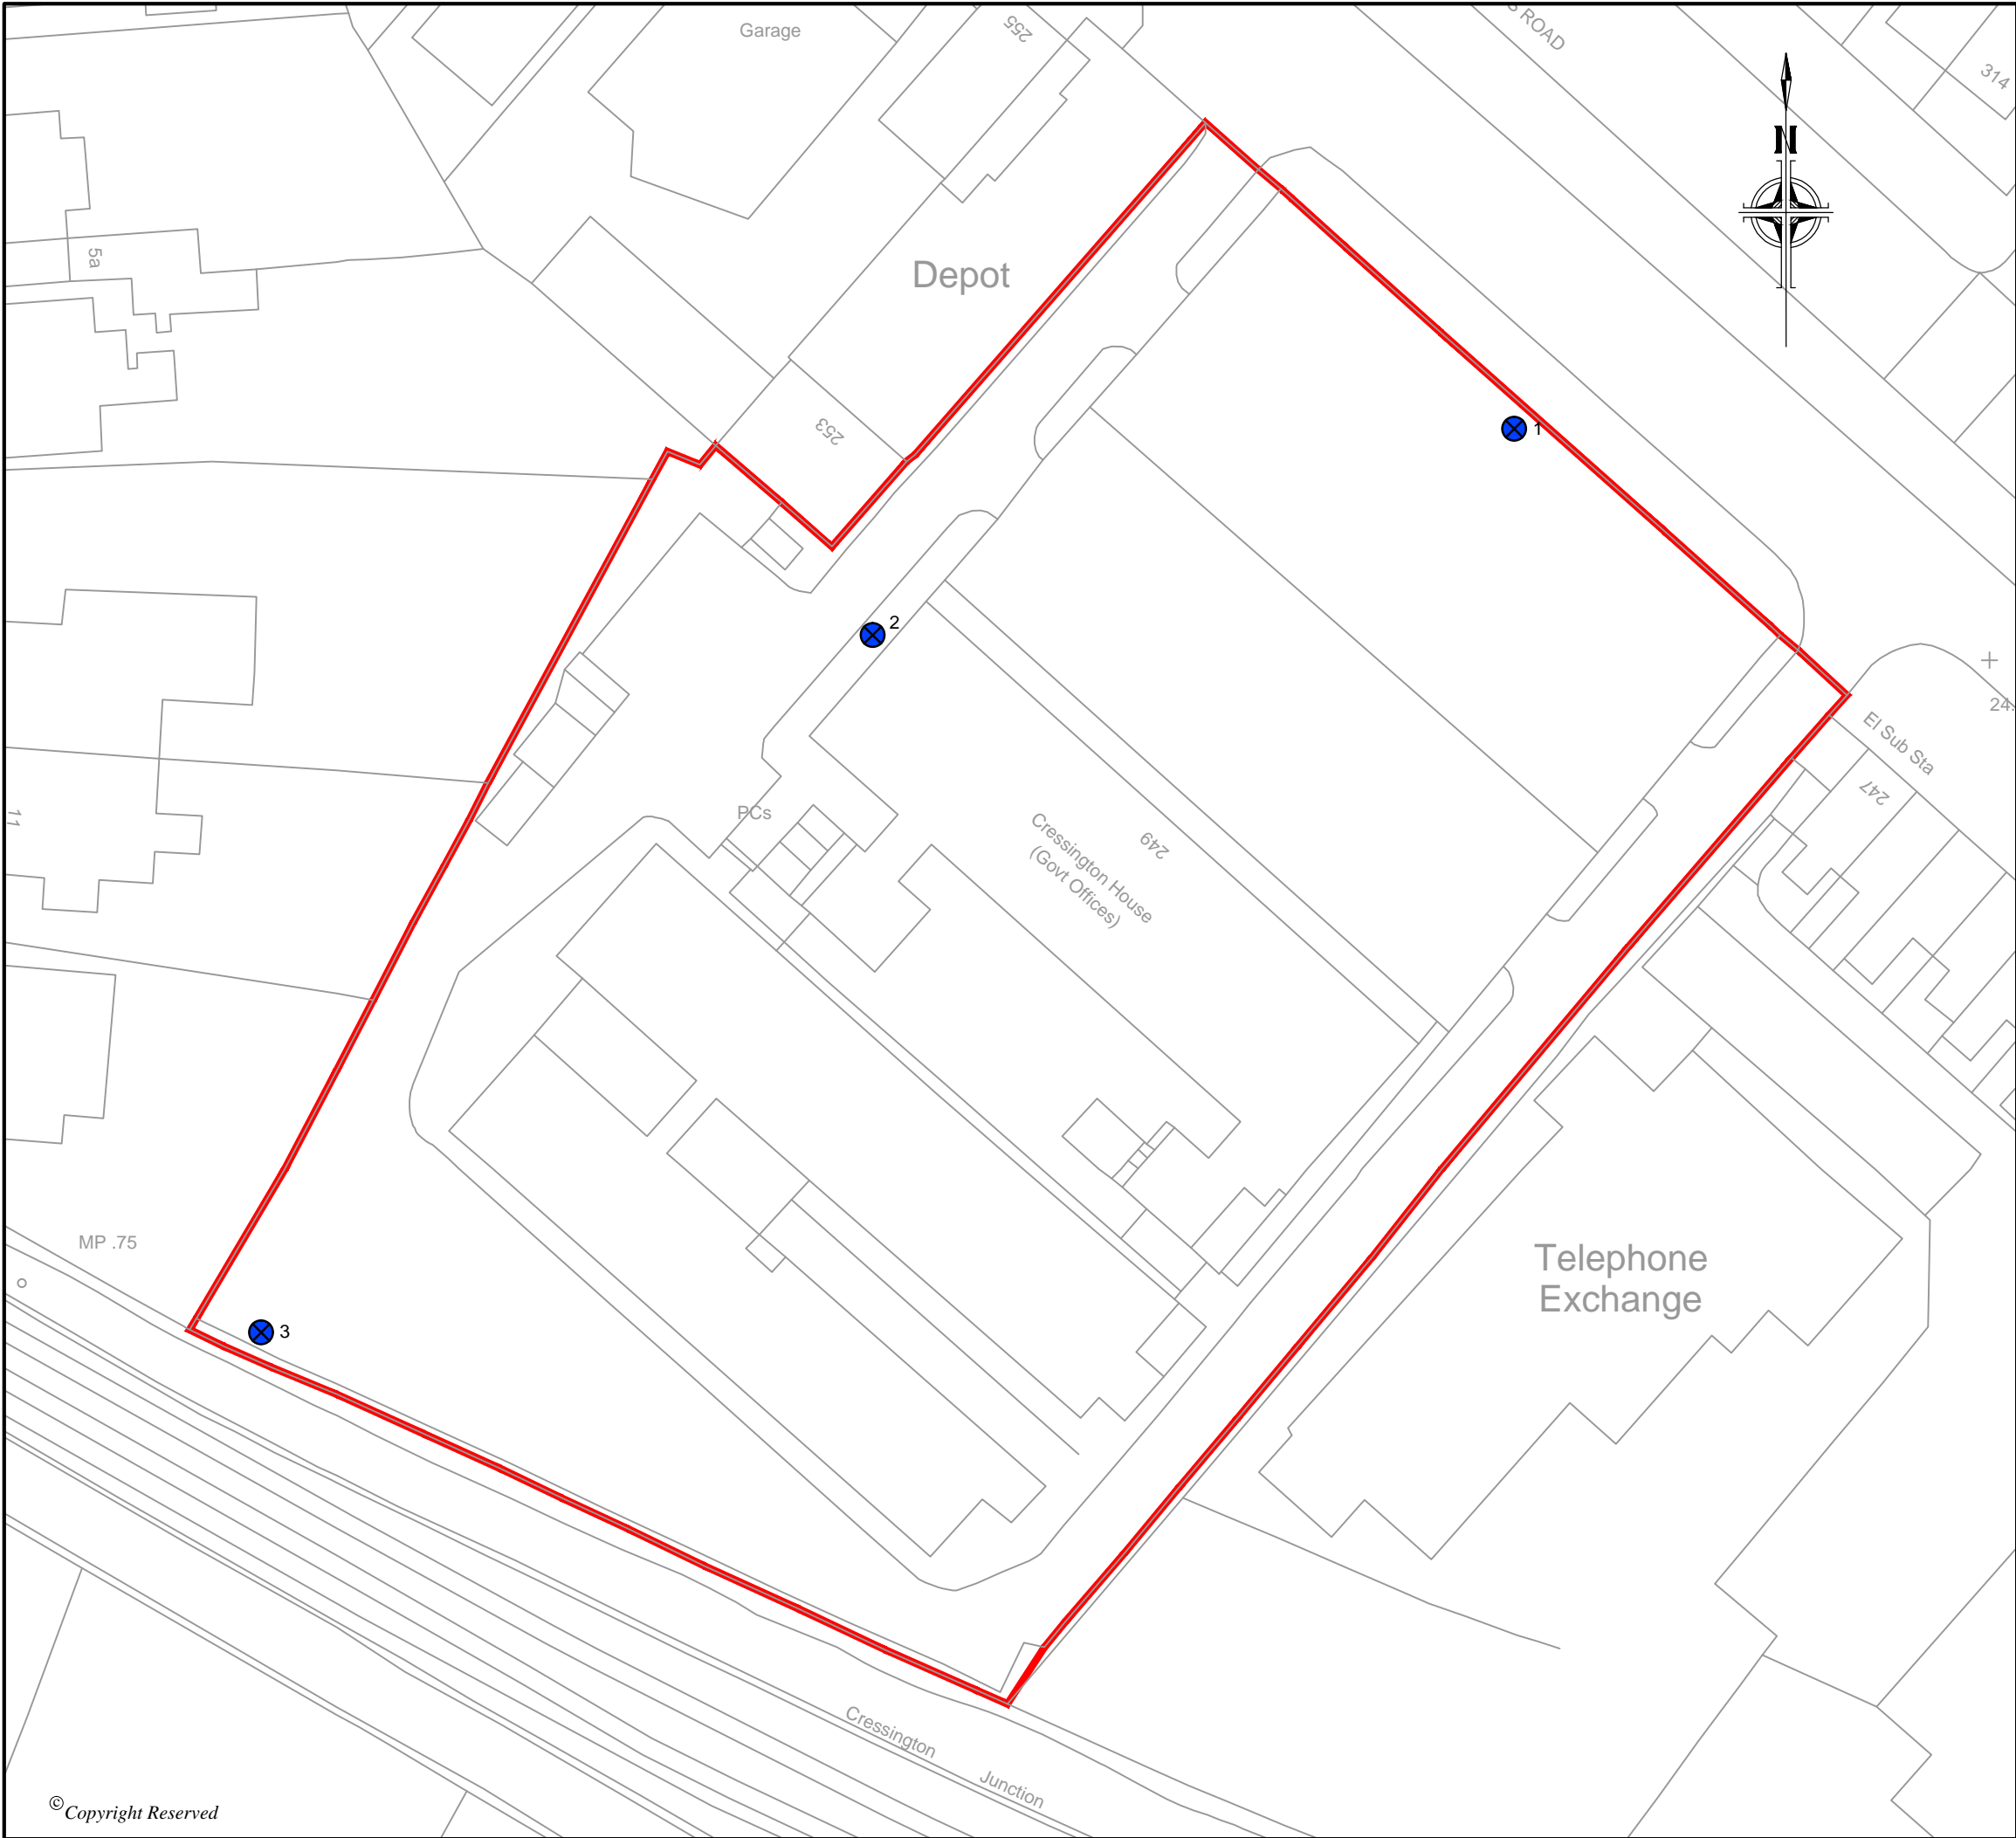 Garage
255
S ROAD
314
N
5a
Depot
253
1
2
24.
El Sub Sta
247
11
PCs
249
Cressington House
(Govt Offices)
MP .75
3
Telephone
Exchange
Cressington
Junction
© Copyright Reserved